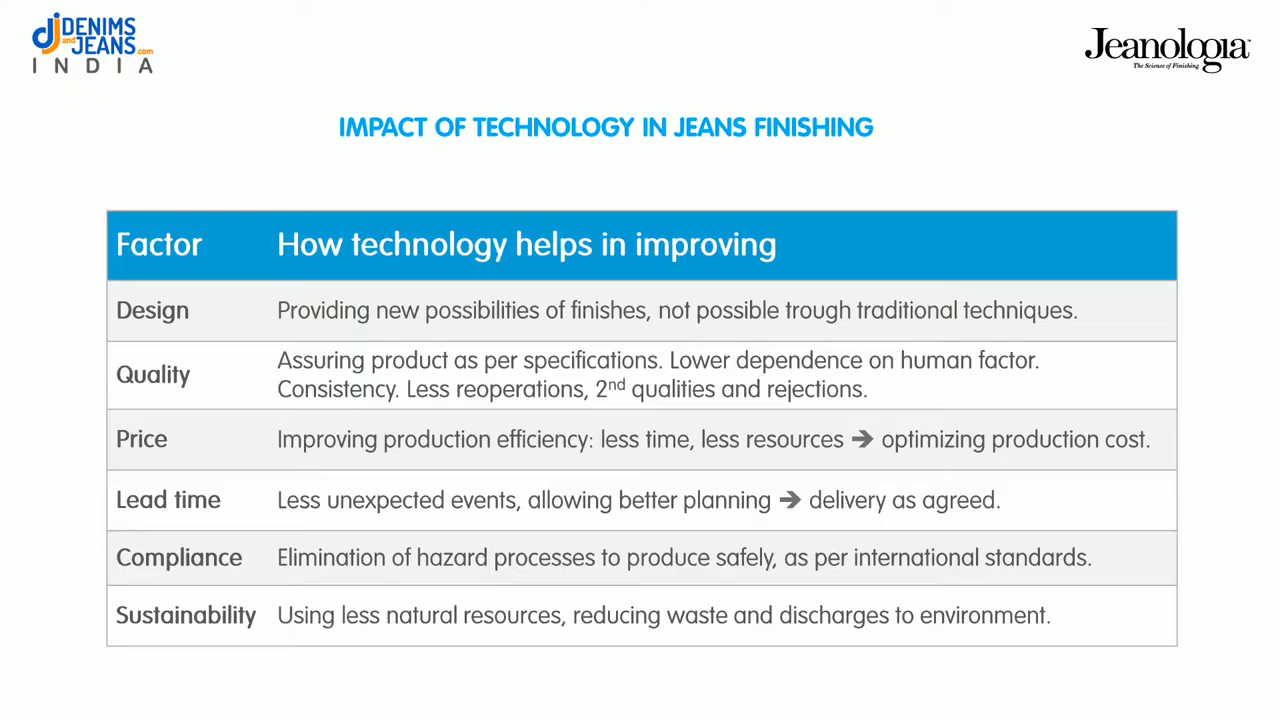 DENIMS
and JEANS.com
INDIA
Jeanologia™
The Science of Finishing
IMPACT OF TECHNOLOGY IN JEANS FINISHING
Factor How technology helps in improving
Design Providing new possibilities of finishes, not possible trough traditional techniques.
Quality Assuring product as per specifications. Lower dependence on human factor.
Consistency. Less reoperations, 2nd qualities and rejections.
Price Improving production efficiency: less time, less resources ➔ optimizing production cost.
Lead time Less unexpected events, allowing better planning ➔ delivery as agreed.
Compliance Elimination of hazard processes to produce safely, as per international standards.
Sustainability Using less natural resources, reducing waste and discharges to environment.